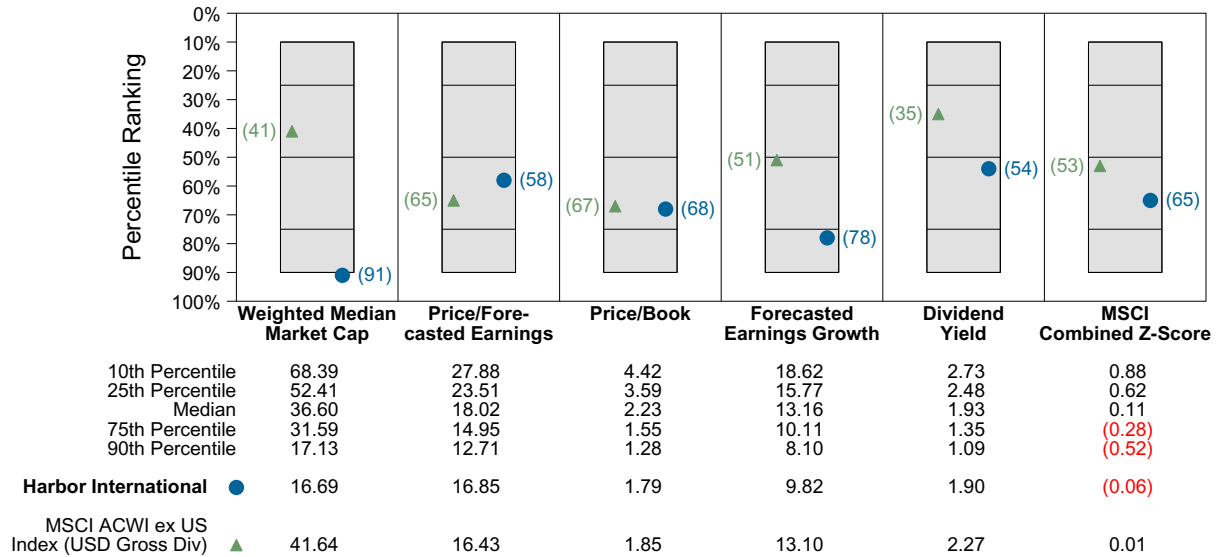 Percentile Ranking
0%
10%
20%
30%
40%
50%
60%
70%
80%
90%
100%
(41)
(91)
(65)
(58)
(67)
(68)
(51)
(78)
(35)
(54)
(53)
(65)
Weighted Median
Market Cap
Price/Fore-
casted Earnings
Price/Book
Forecasted
Earnings Growth
Dividend
Yield
MSCI
Combined Z-Score
10th Percentile 68.39 27.88 4.42 18.62 2.73 0.88
25th Percentile 52.41 23.51 3.59 15.77 2.48 0.62
Median 36.60 18.02 2.23 13.16 1.93 0.11
75th Percentile 31.59 14.95 1.55 10.11 1.35 (0.28)
90th Percentile 17.13 12.71 1.28 8.10 1.09 (0.52)
Harbor International 16.69 16.85 1.79 9.82 1.90 (0.06)
MSCI ACWI ex US
Index (USD Gross Div) 41.64 16.43 1.85 13.10 2.27 0.01